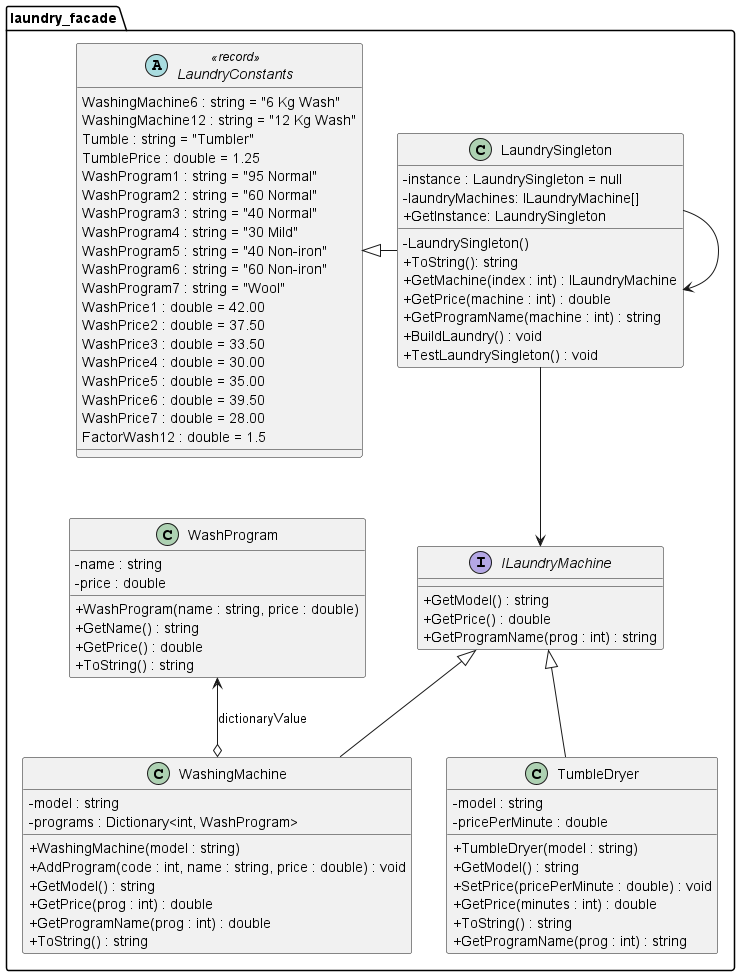 laundry_facade
«record»
A LaundryConstants
WashingMachine6 : string = "6 Kg Wash"
WashingMachine12 : string = "12 Kg Wash"
Tumble : string = "Tumbler"
TumblePrice : double = 1.25
WashProgram1 : string = "95 Normal"
WashProgram2 : string = "60 Normal"
WashProgram3 : string = "40 Normal"
WashProgram4 : string = "30 Mild"
WashProgram5 : string = "40 Non-iron"
WashProgram6 : string = "60 Non-iron"
WashProgram7 : string = "Wool"
WashPrice1 : double = 42.00
WashPrice2 : double = 37.50
WashPrice3 : double = 33.50
WashPrice4 : double = 30.00
WashPrice5 : double = 35.00
WashPrice6 : double = 39.50
WashPrice7 : double = 28.00
FactorWash12 : double = 1.5
C LaundrySingleton
-instance : LaundrySingleton = null
-laundryMachines: ILaundryMachine[]
+GetInstance: LaundrySingleton
-LaundrySingleton()
+ToString(): string
+GetMachine(index : int) : ILaundryMachine
+GetPrice(machine : int) : double
+GetProgramName(machine : int) : string
+BuildLaundry() : void
+TestLaundrySingleton() : void
C WashProgram
-name : string
-price : double
+WashProgram(name : string, price : double)
+GetName() : string
+GetPrice() : double
+ToString() : string
I ILaundryMachine
+GetModel() : string
+GetPrice() : double
+GetProgramName(prog : int) : string
dictionaryValue
C WashingMachine
-model : string
-programs : Dictionary<int, WashProgram>
+WashingMachine(model : string)
+AddProgram(code : int, name : string, price : double) : void
+GetModel() : string
+GetPrice(prog : int) : double
+GetProgramName(prog : int) : double
+ToString() : string
C TumbleDryer
-model : string
-pricePerMinute : double
+TumbleDryer(model : string)
+GetModel() : string
+SetPrice(pricePerMinute : double) : void
+GetPrice(minutes : int) : double
+ToString() : string
+GetProgramName(prog : int) : string